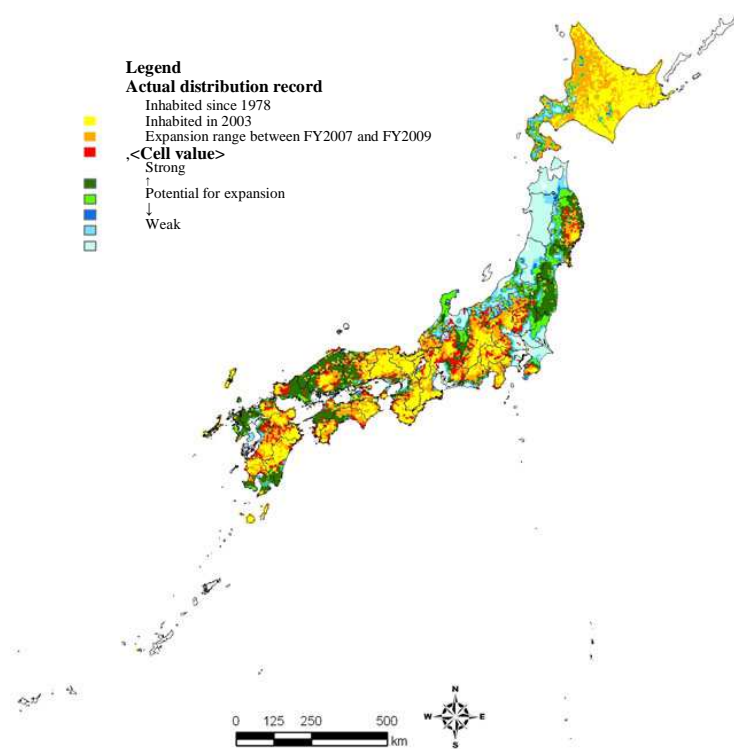 Legend
Actual distribution record
Inhabited since 1978
Inhabited in 2003
Expansion range between FY2007 and FY2009
,<Cell value>
Strong
↑
Potential for expansion
↓
Weak
N
W E
S
0 125 250 500
km